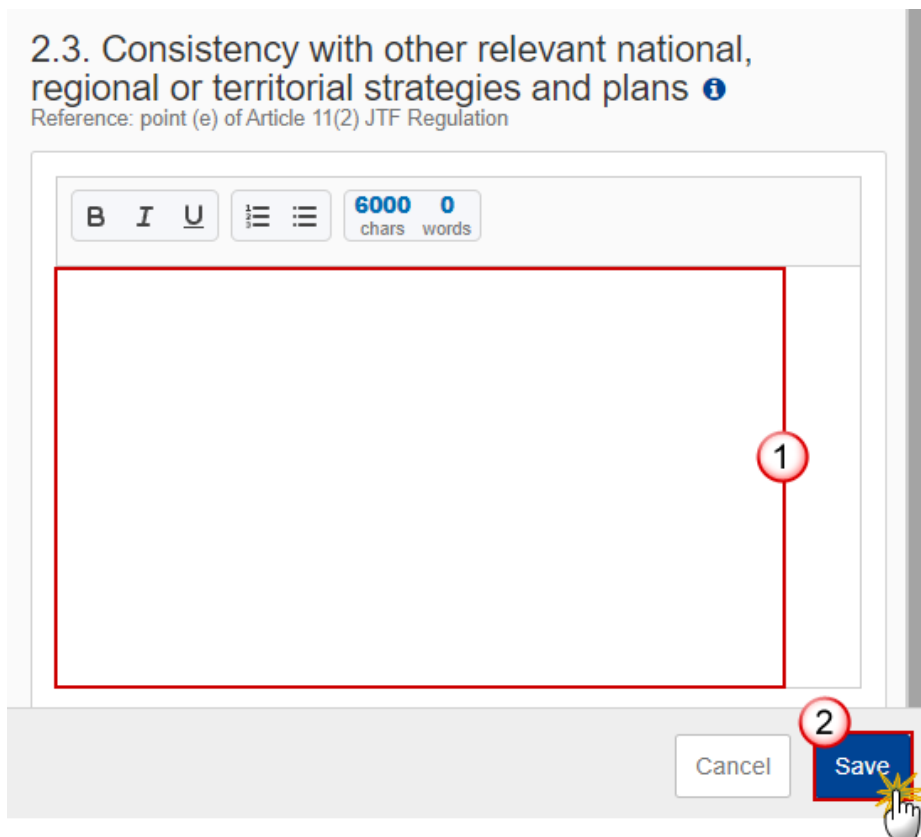 2.3. Consistency with other relevant national,
regional or territorial strategies and plans
Reference: point (e) of Article 11(2) JTF Regulation
B I U 6000 0
chars words
1
2
Cancel Save